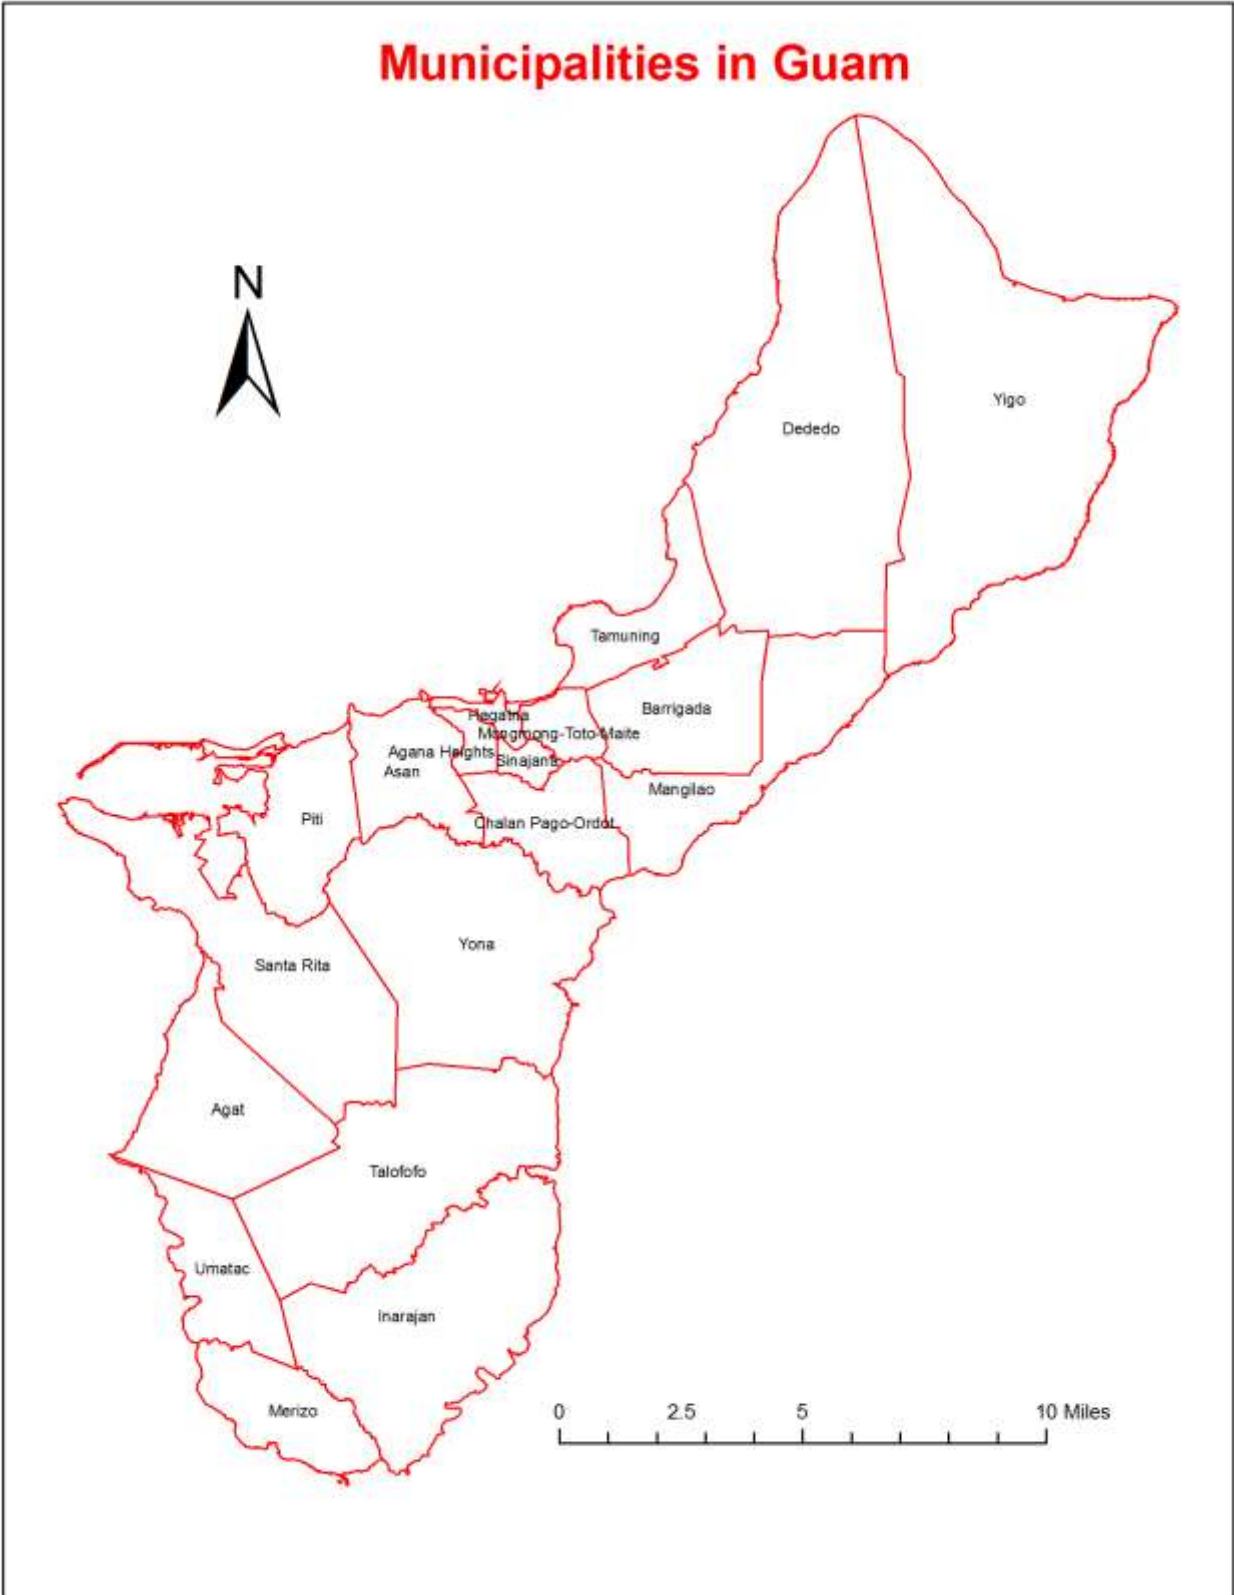 Municipalities in Guam
N
Yigo
Dededo
Tamuning
Barrigada
Hagatna
Mongmong-Toto-Maite
Agana Heights
Sinajana
Asan
Mangilao
Piti
Chalan Pago-Ordot
Yona
Santa Rita
Agat
Talofofo
Umatac
Inarajan
Merizo
0 2.5 5 10 Miles